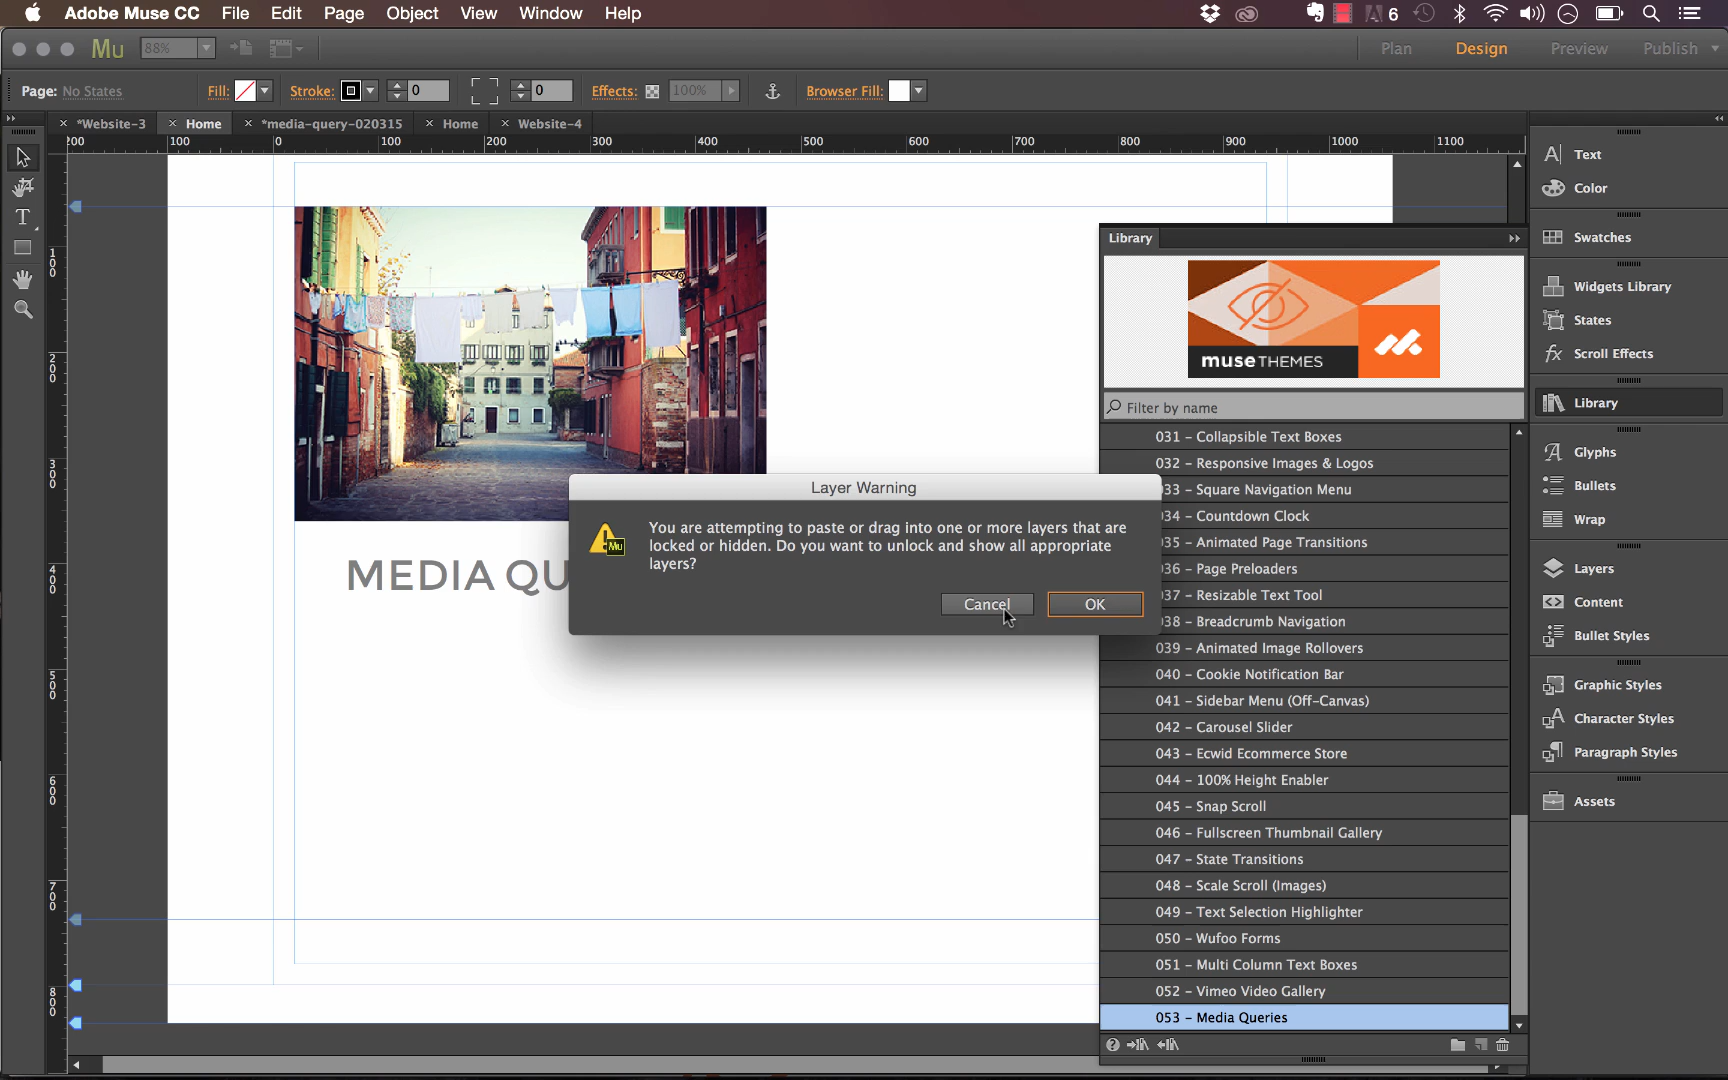 Adobe Muse CC File Edit Page Object View Window Help 6
Mu 88% Plan Design Preview Publish
Page: No States Fill: Stroke: 0 0 Effects: 100% Browser Fill:
*Website-3 Home *media-query-020315 Home Website-4
100 0 100 200 300 400 500 600 700 800 900 1000 1100
100
200
300
400
500
600
700
800
MEDIA QU
Layer Warning
Mu
You are attempting to paste or drag into one or more layers that are
locked or hidden. Do you want to unlock and show all appropriate
layers?
Cancel OK
Library
museTHEMES
Filter by name
031 - Collapsible Text Boxes
032 - Responsive Images & Logos
33 - Square Navigation Menu
34 - Countdown Clock
35 - Animated Page Transitions
36 - Page Preloaders
37 - Resizable Text Tool
38 - Breadcrumb Navigation
039 - Animated Image Rollovers
040 - Cookie Notification Bar
041 - Sidebar Menu (Off-Canvas)
042 - Carousel Slider
043 - Ecwid Ecommerce Store
044 - 100% Height Enabler
045 - Snap Scroll
046 - Fullscreen Thumbnail Gallery
047 - State Transitions
048 - Scale Scroll (Images)
049 - Text Selection Highlighter
050 - Wufoo Forms
051 - Multi Column Text Boxes
052 - Vimeo Video Gallery
053 - Media Queries
Text
Color
Swatches
Widgets Library
States
Scroll Effects
Library
Glyphs
Bullets
Wrap
Layers
Content
Bullet Styles
Graphic Styles
Character Styles
Paragraph Styles
Assets